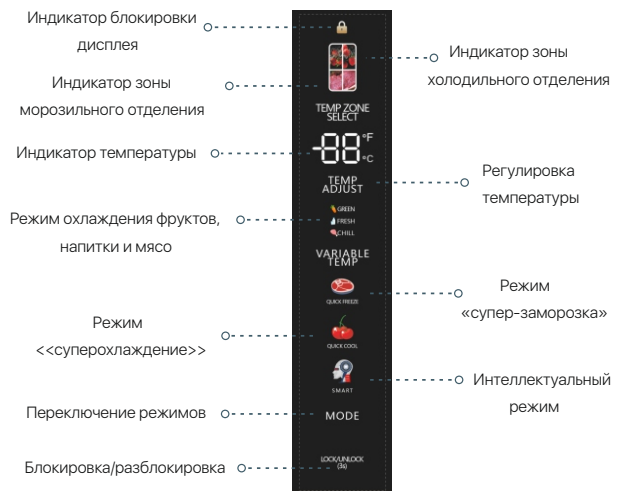 Индикатор блокировки
дисплея
Индикатор зоны
холодильного отделения
Индикатор зоны
морозильного отделения
TEMP ZONE
SELECT
-88 °F
°C
Индикатор температуры
TEMP
ADJUST
Регулировка
температуры
GREEN
FRESH
CHILL
Режим охлаждения фруктов,
напитки и мясо
VARIABLE
TEMP
QUICK FREEZE
Режим
«супер-заморозка»
Режим
<<суперохлаждение>>
QUICK COOL
SMART
Интеллектуальный
режим
Переключение режимов
MODE
Блокировка/разблокировка
LOCK/UNLOCK
(3s)